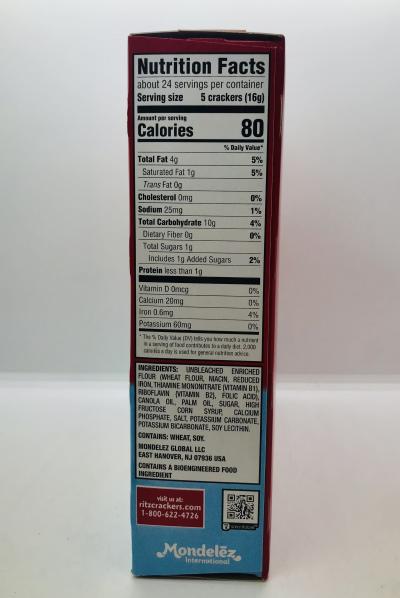 Nutrition Facts
about 24 servings per container
Serving size 5 crackers (16g)
Amount per serving
Calories 80
% Daily Value*
Total Fat 4g 5%
Saturated Fat 1g 5%
Trans Fat 0g
Cholesterol 0mg 0%
Sodium 25mg 1%
Total Carbohydrate 10g 4%
Dietary Fiber 0g 0%
Total Sugars 1g
Includes 1g Added Sugars 2%
Protein less than 1g
Vitamin D 0mcg 0%
Calcium 20mg 0%
Iron 0.6mg 4%
Potassium 60mg 0%
* The % Daily Value (DV) tells you how much a nutrient
in a serving of food contributes to a daily diet. 2,000
calories a day is used for general nutrition advice.
INGREDIENTS: UNBLEACHED ENRICHED
FLOUR (WHEAT FLOUR, NIACIN, REDUCED
IRON, THIAMINE MONONITRATE {VITAMIN B1},
RIBOFLAVIN {VITAMIN B2}, FOLIC ACID),
CANOLA OIL, PALM OIL, SUGAR, HIGH
FRUCTOSE CORN SYRUP, CALCIUM
PHOSPHATE, SALT, POTASSIUM CARBONATE,
POTASSIUM BICARBONATE, SOY LECITHIN.
CONTAINS: WHEAT, SOY.
MONDELĒZ GLOBAL LLC
EAST HANOVER, NJ 07936 USA
CONTAINS A BIOENGINEERED FOOD
INGREDIENT
visit us at:
ritzcrackers.com
1-800-622-4726
Mondelēz
International